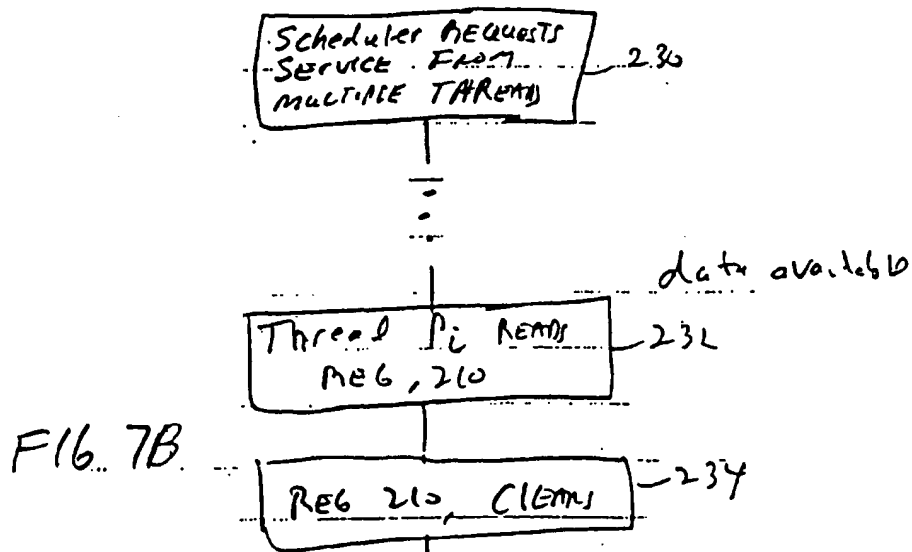 Scheduler REQUESTS
SERVICE FROM
MULTIPLE THREADS
230
data available
Thread Pi READS
REG, 210
232
FIG. 7B
REG 210, CLEARS
234